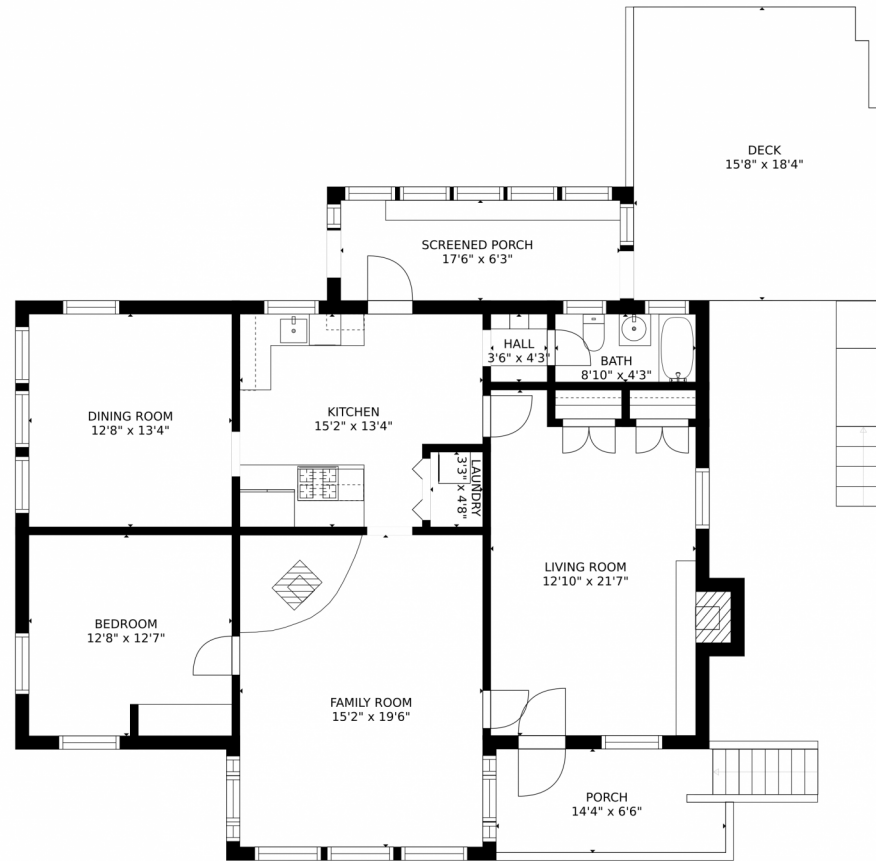 DECK
15'8" x 18'4"
SCREENED PORCH
17'6" x 6'3"
HALL
3'6" x 4'3"
BATH
8'10" x 4'3"
DINING ROOM
12'8" x 13'4"
KITCHEN
15'2" x 13'4"
LAUNDRY
3'3" x 4'8"
LIVING ROOM
12'10" x 21'7"
BEDROOM
12'8" x 12'7"
FAMILY ROOM
15'2" x 19'6"
PORCH
14'4" x 6'6"